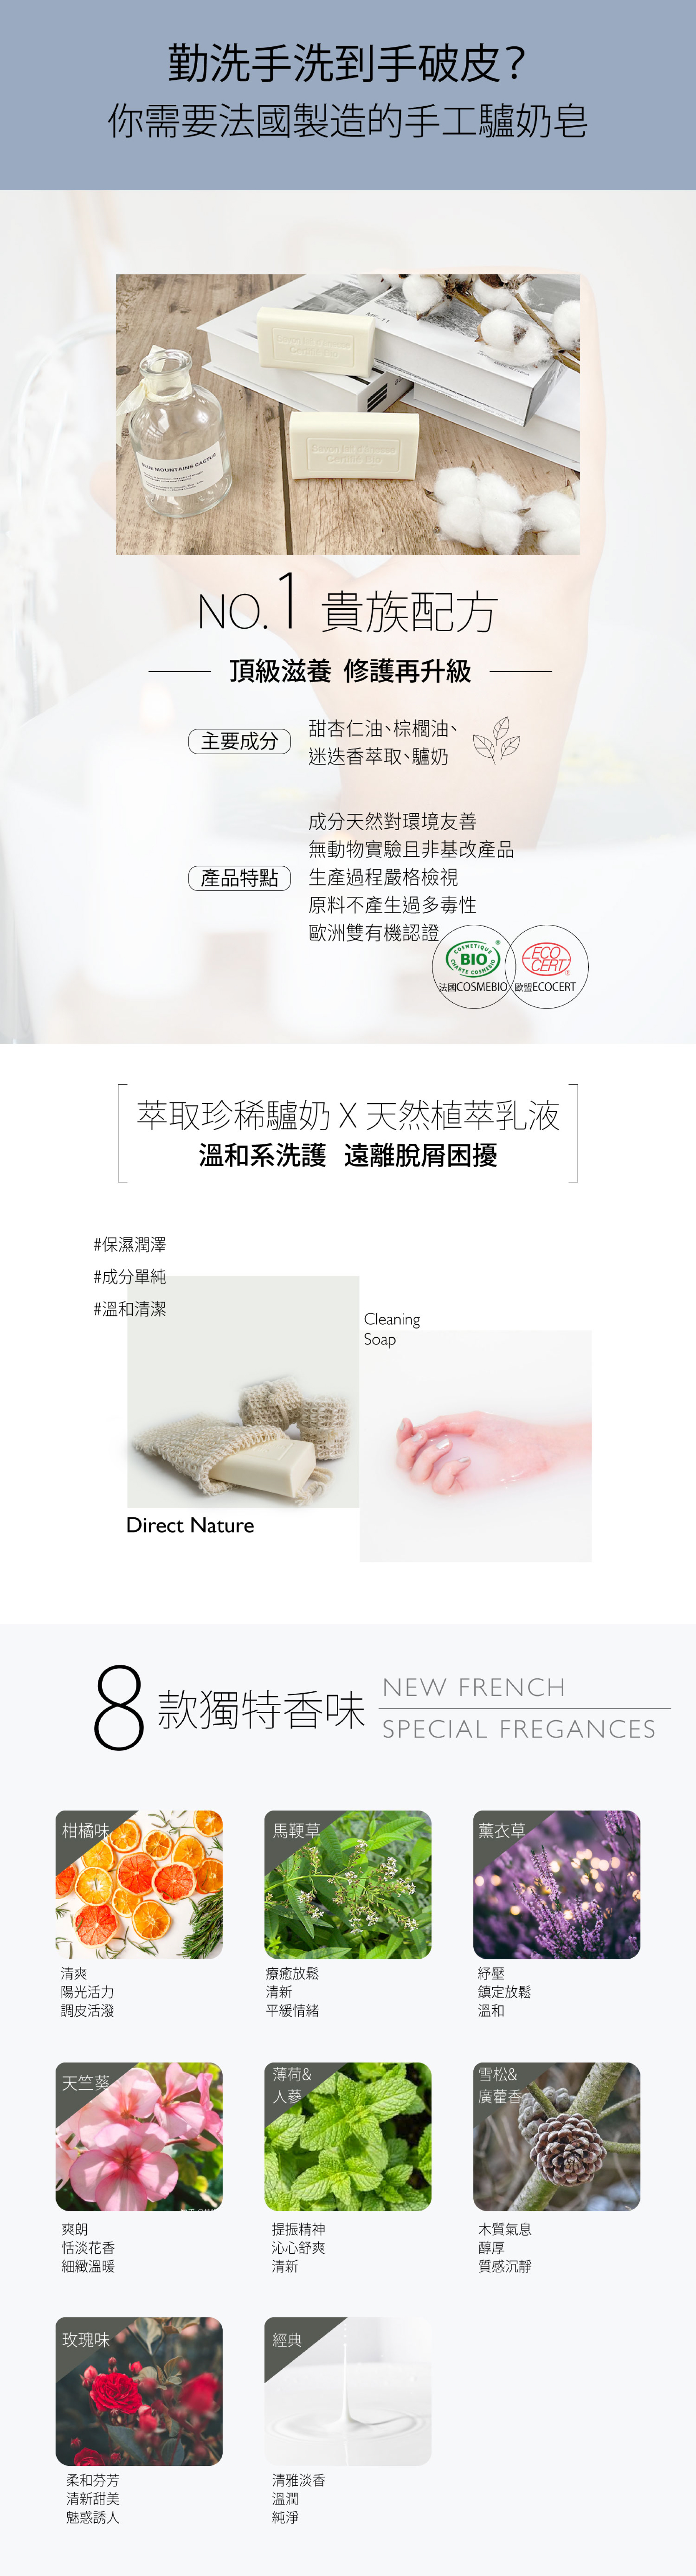 勤洗手洗到手破皮？
你需要法國製造的手工驢奶皂
BLUE MOUNTAINS CACTUS
NO.1 貴族配方
頂級滋養 修護再升級
主要成分
甜杏仁油、棕櫚油、
迷迭香萃取、驢奶
產品特點
成分天然對環境友善
無動物實驗且非基改產品
生產過程嚴格檢視
原料不產生過多毒性
歐洲雙有機認證
COSMETIQUE
BIO
CHARTE COSMEBIO
®
法國COSMEBIO
ECO
CERT
®
歐盟ECOCERT
萃取珍稀驢奶 X 天然植萃乳液
溫和系洗護 遠離脫屑困擾
#保濕潤澤
#成分單純
#溫和清潔
Cleaning
Soap
Direct Nature
8款獨特香味
NEW FRENCH
SPECIAL FREGANCES
柑橘味
清爽
陽光活力
調皮活潑
馬鞭草
療癒放鬆
清新
平緩情緒
薰衣草
紓壓
鎮定放鬆
溫和
天竺葵
爽朗
恬淡花香
細緻溫暖
薄荷&
人蔘
提振精神
沁心舒爽
清新
雪松&
廣藿香
木質氣息
醇厚
質感沉靜
玫瑰味
柔和芬芳
清新甜美
魅惑誘人
經典
清雅淡香
溫潤
純淨